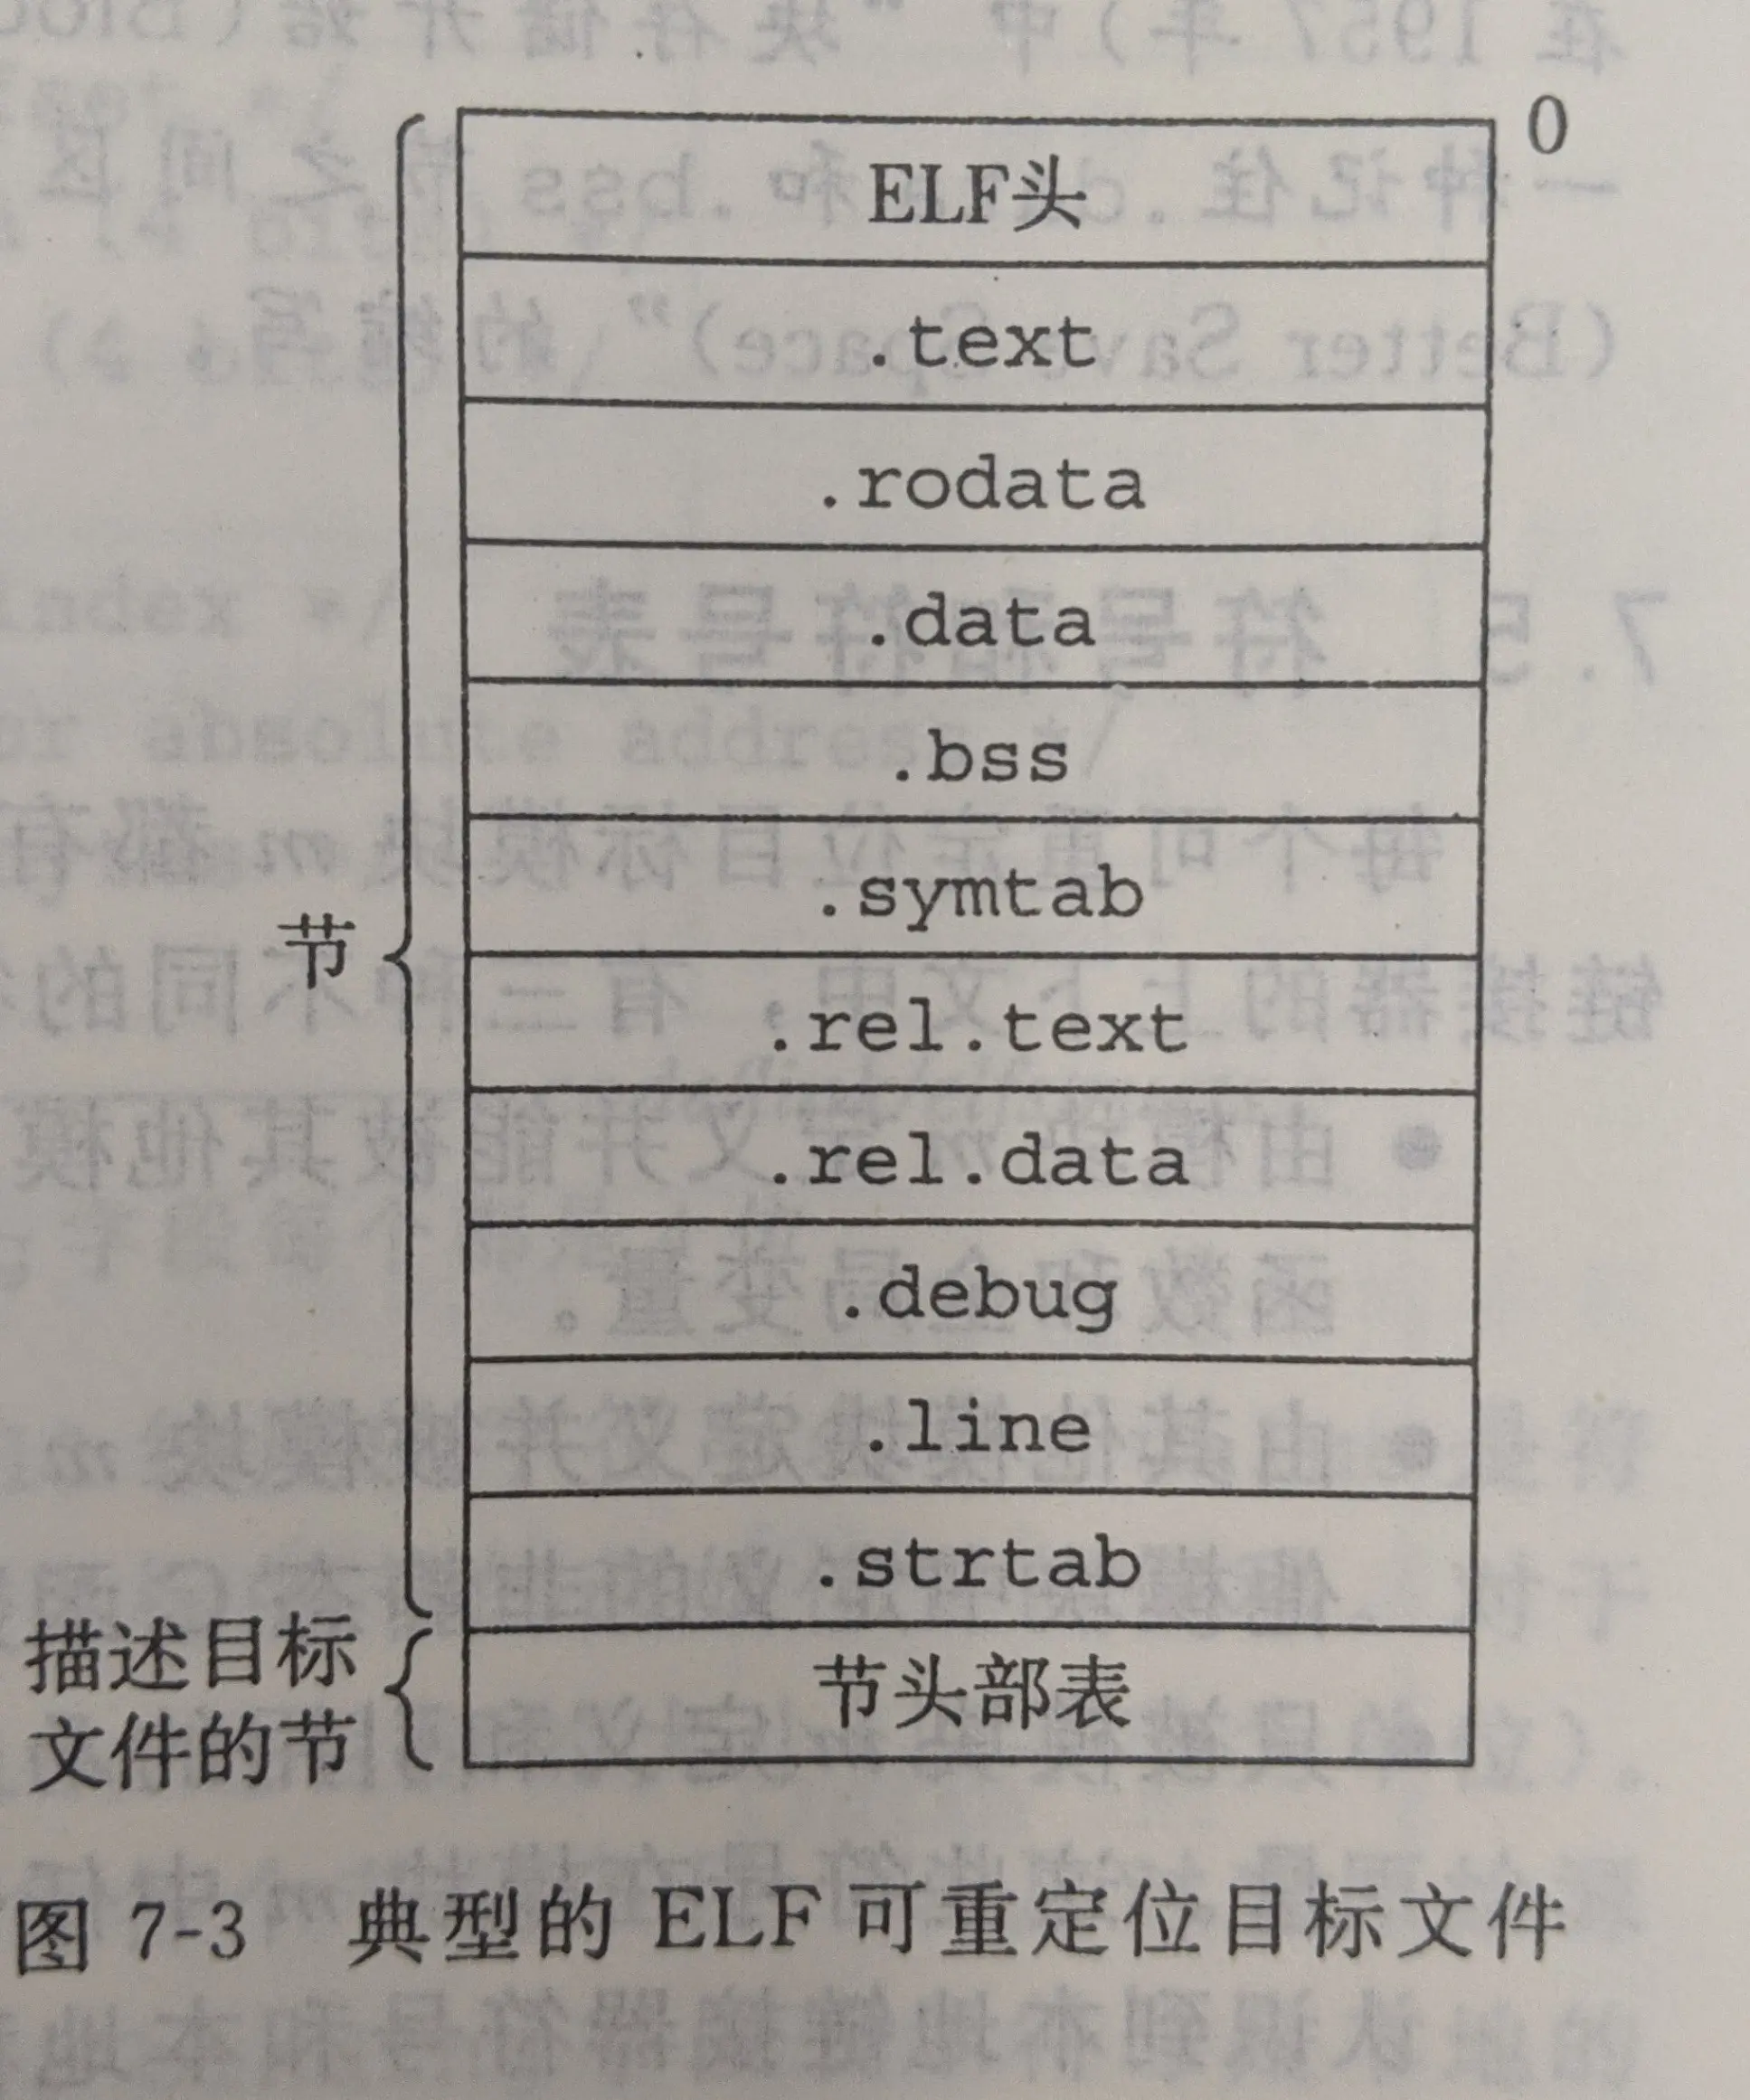 0
ELF头
.text
.rodata
.data
.bss
.symtab
节
.rel.text
.rel.data
.debug
.line
.strtab
描述目标
文件的节
节头部表
图 7-3 典型的 ELF 可重定位目标文件